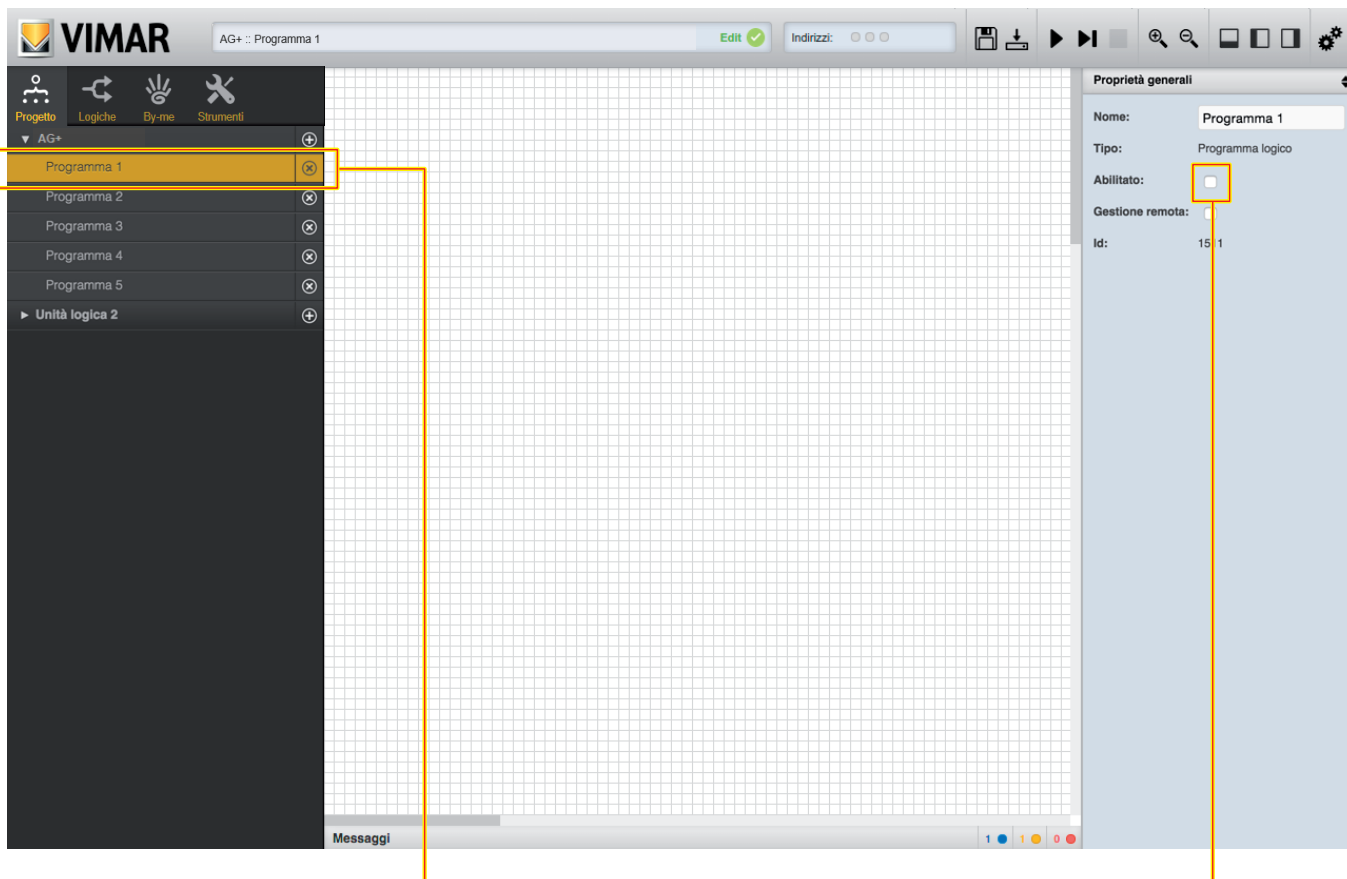 VIMAR
AG+ :: Programma 1
Edit
Indirizzi:
Progetto
Logiche
By-me
Strumenti
AG+
Programma 1
Programma 2
Programma 3
Programma 4
Programma 5
Unità logica 2
Messaggi
1
1
0
Proprietà generali
Nome:
Programma 1
Tipo:
Programma logico
Abilitato:
Gestione remota:
Id: